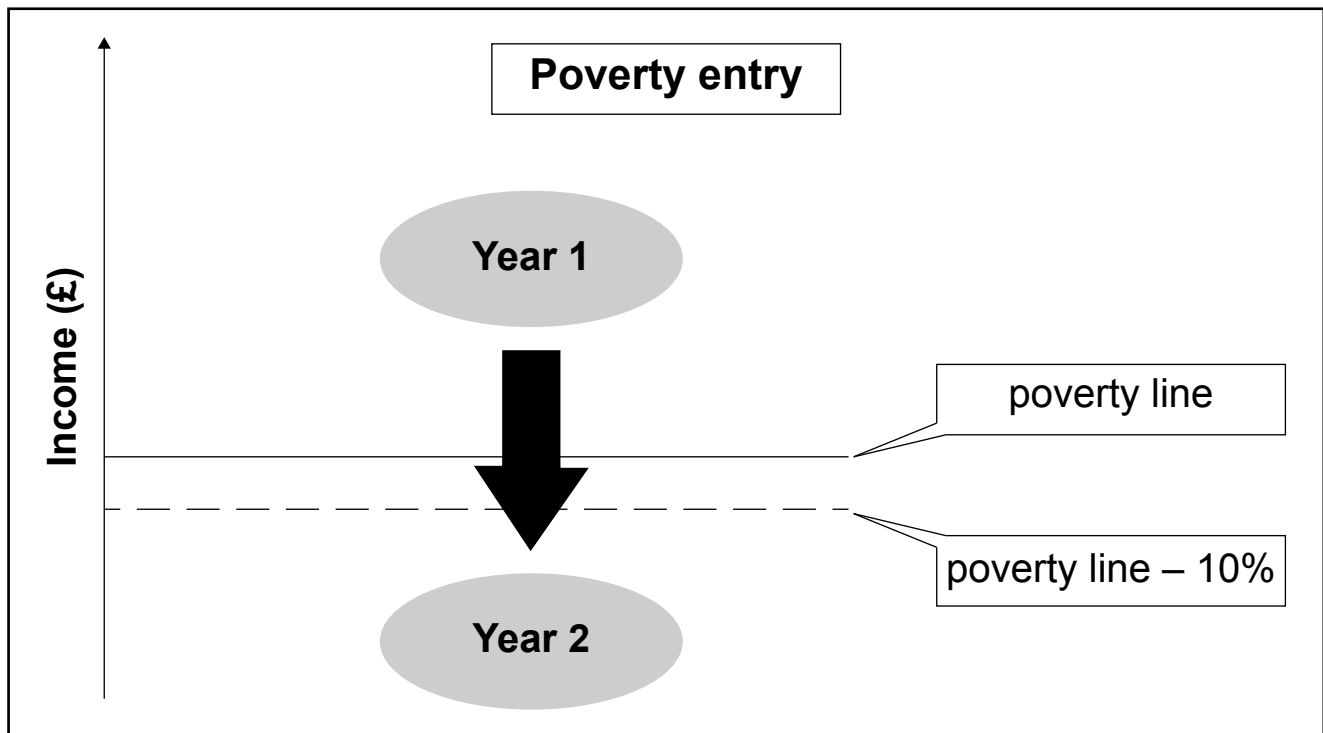 Poverty entry
Income (£)
Year 1
poverty line
poverty line – 10%
Year 2